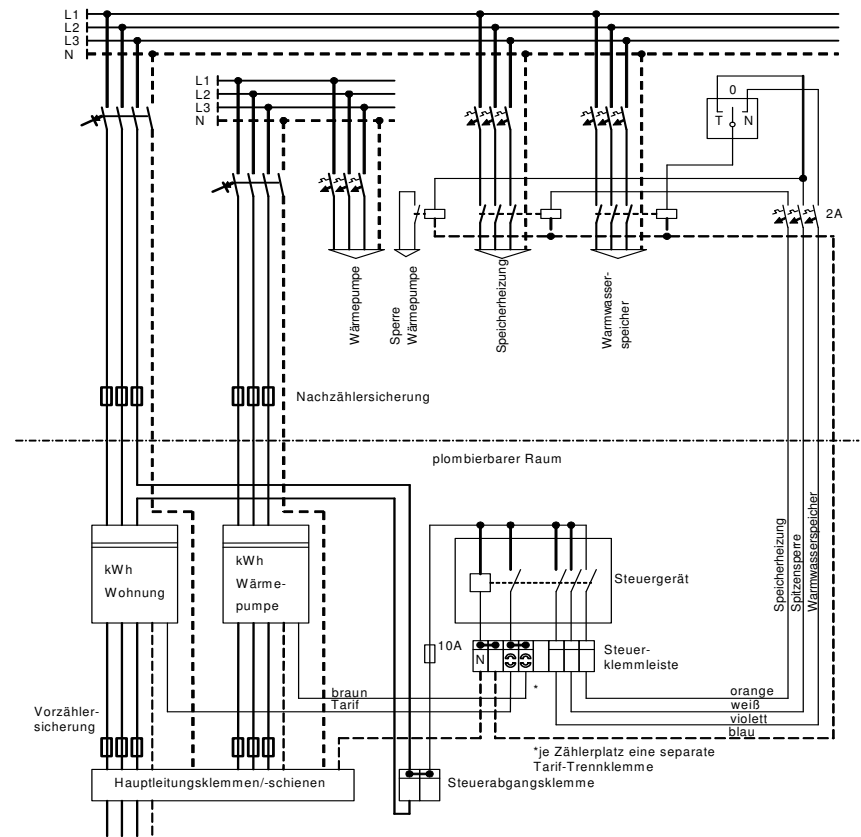 L1
L2
L3
N
L1
L2
L3
N
0
T N
2A
Wärmepumpe
Sperre
Wärmepumpe
Speicherheizung
Warmwasser-
speicher
Nachzählersicherung
plombierbarer Raum
Speicherheizung
Spitzensperre
Warmwasserspeicher
kWh
Wohnung
kWh
Wärme-
pumpe
Steuergerät
10A
N
Steuer-
klemmleiste
*
braun
Tarif
orange
weiß
violett
blau
Vorzähler-
sicherung
*je Zählerplatz eine separate
Tarif-Trennklemme
Hauptleitungsklemmen/-schienen
Steuerabgangsklemme